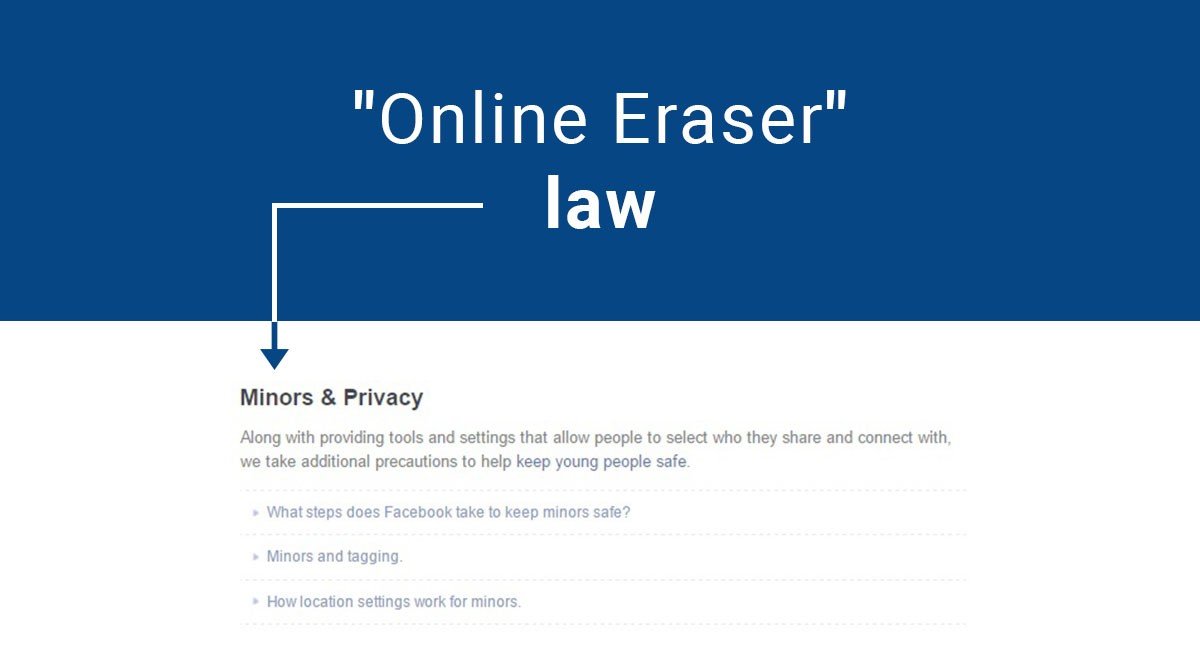 "Online Eraser"
law
Minors & Privacy
Along with providing tools and settings that allow people to select who they share and connect with,
we take additional precautions to help keep young people safe.
What steps does Facebook take to keep minors safe?
Minors and tagging.
How location settings work for minors.